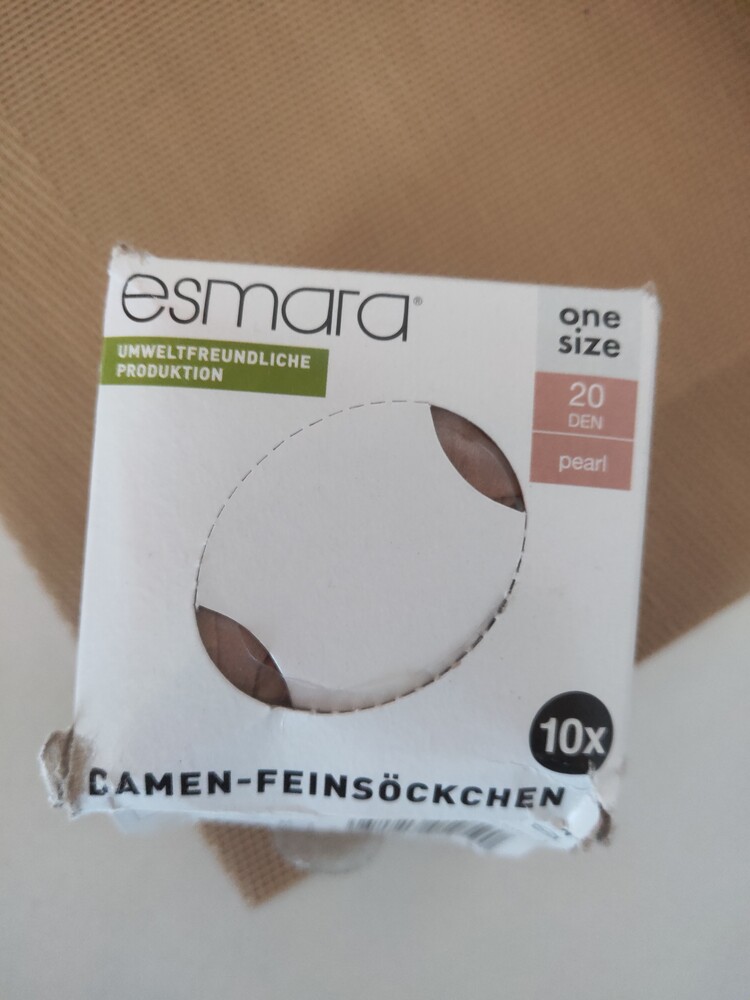 esmara®
UMWELTFREUNDLICHE
PRODUKTION
one
size
20
DEN
pearl
10x
DAMEN-FEINSÖCKCHEN